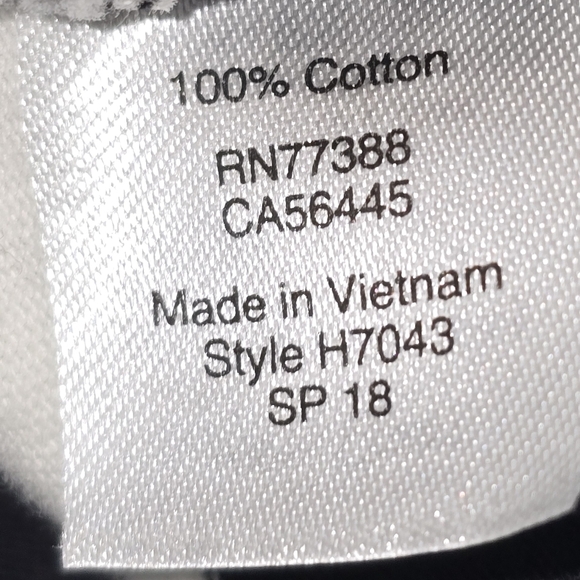 100% Cotton
RN77388
CA56445
Made in Vietnam
Style H7043
SP 18